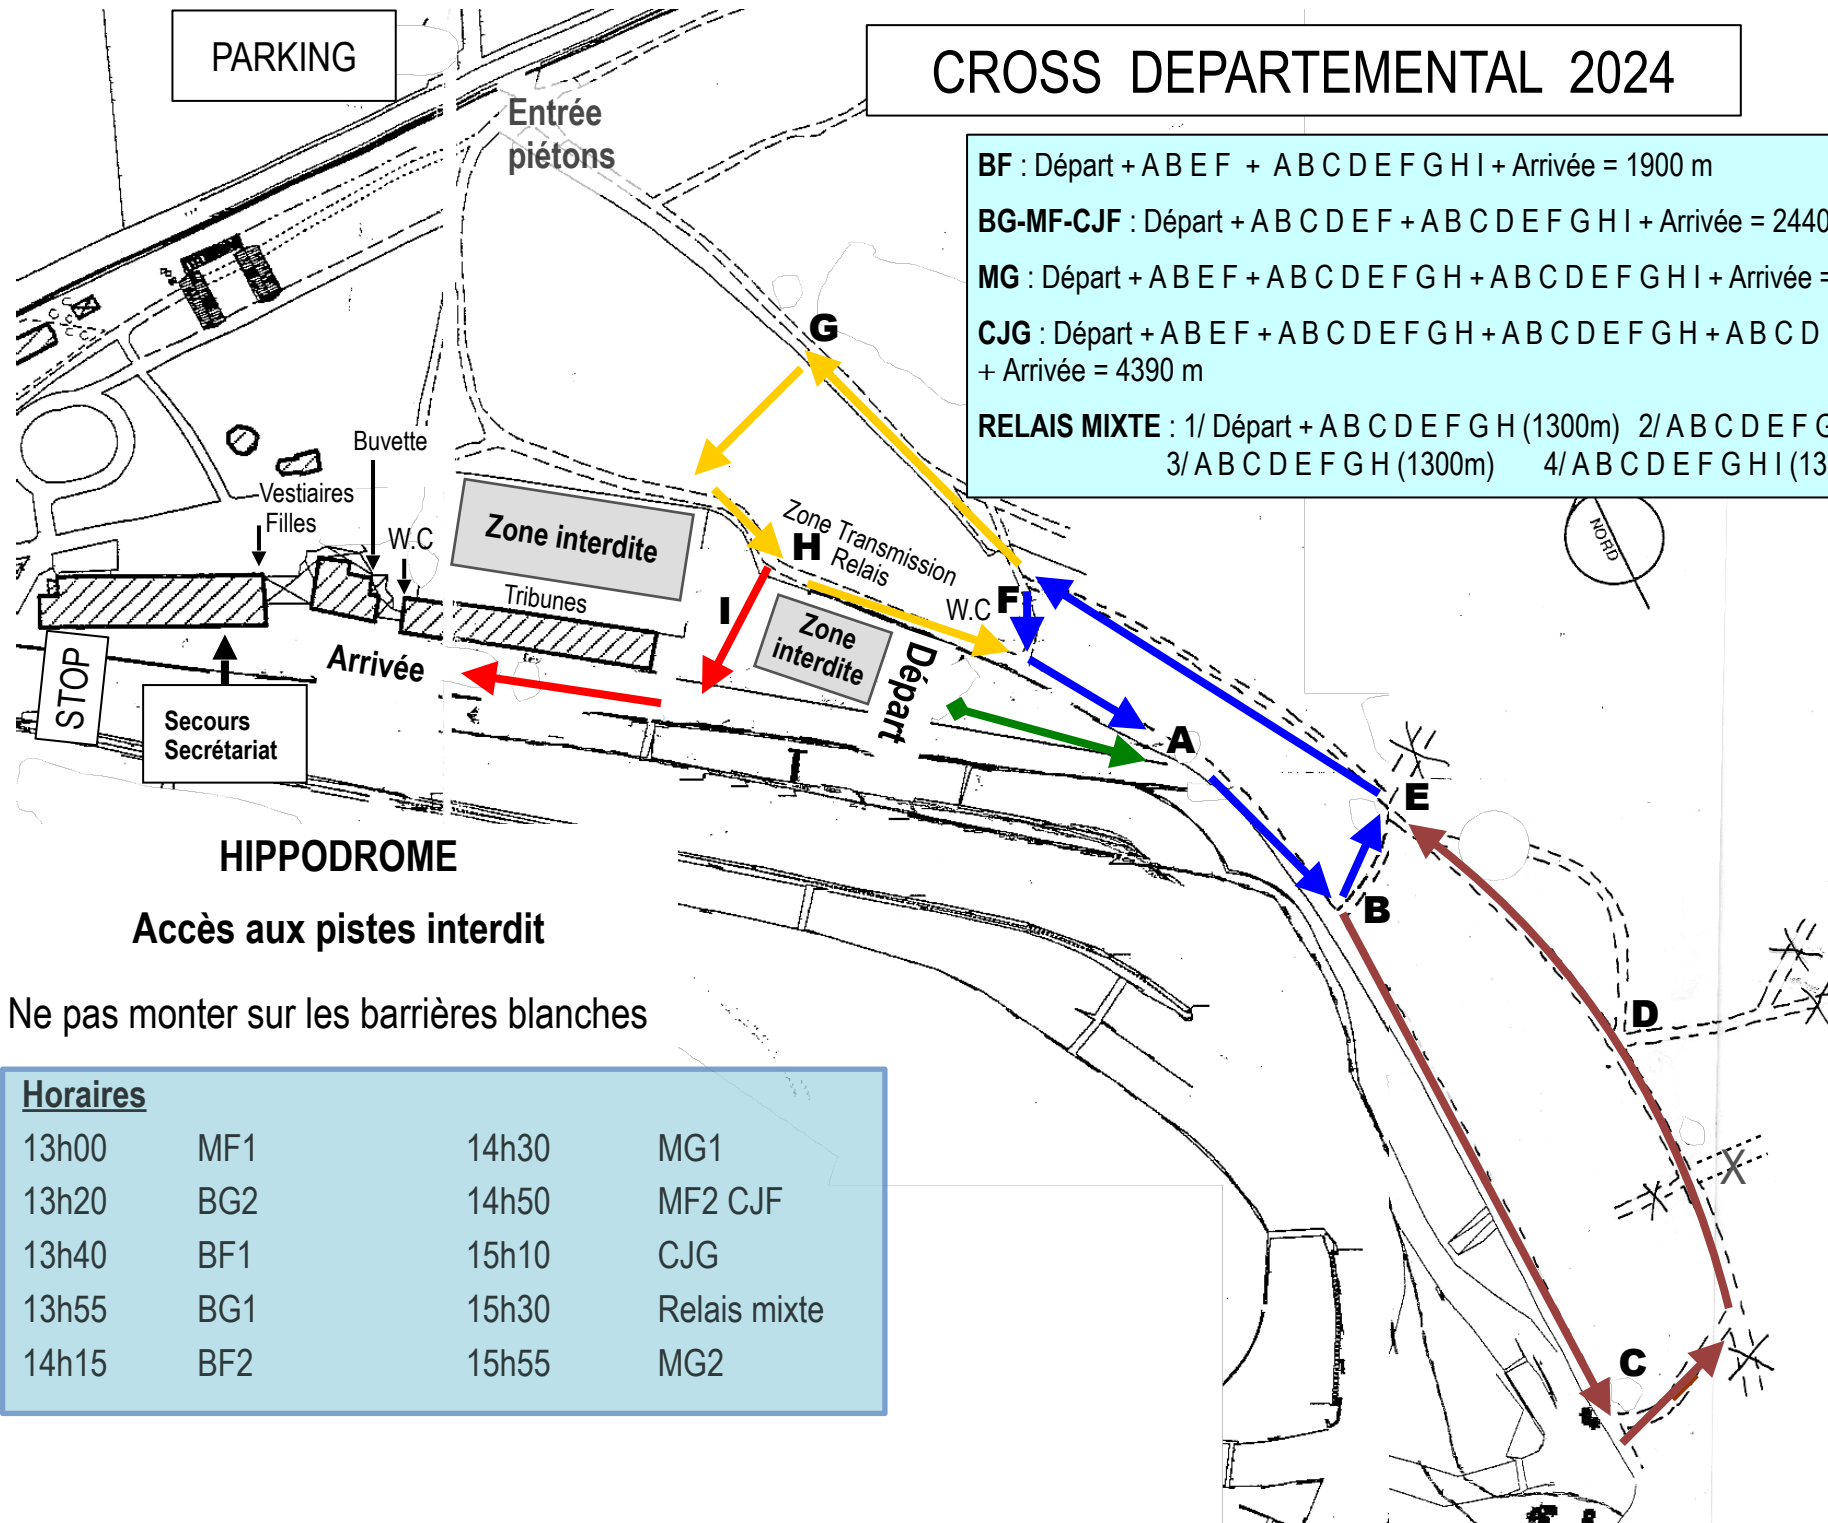 PARKING
CROSS DEPARTEMENTAL 2024
Entrée
piétons
BF : Départ + A B E F + A B C D E F G H I + Arrivée = 1900 m
BG-MF-CJF : Départ + A B C D E F + A B C D E F G H I + Arrivée = 2440
MG : Départ + A B E F + A B C D E F G H + A B C D E F G H I + Arrivée =
CJG : Départ + A B E F + A B C D E F G H + A B C D E F G H + A B C D
+ Arrivée = 4390 m
RELAIS MIXTE : 1/ Départ + A B C D E F G H (1300m) 2/ A B C D E F G
3/ A B C D E F G H (1300m) 4/ A B C D E F G H I (13
NORD
G
Buvette
Vestiaires
Filles
W.C
Zone interdite
Zone Transmission
Relais
H
Tribunes
I
W.C
F
Zone
interdite
Départ
Arrivée
STOP
Secours
Secrétariat
A
E
B
D
X
C
HIPPODROME
Accès aux pistes interdit
Ne pas monter sur les barrières blanches
Horaires
13h00 MF1 14h30 MG1
13h20 BG2 14h50 MF2 CJF
13h40 BF1 15h10 CJG
13h55 BG1 15h30 Relais mixte
14h15 BF2 15h55 MG2